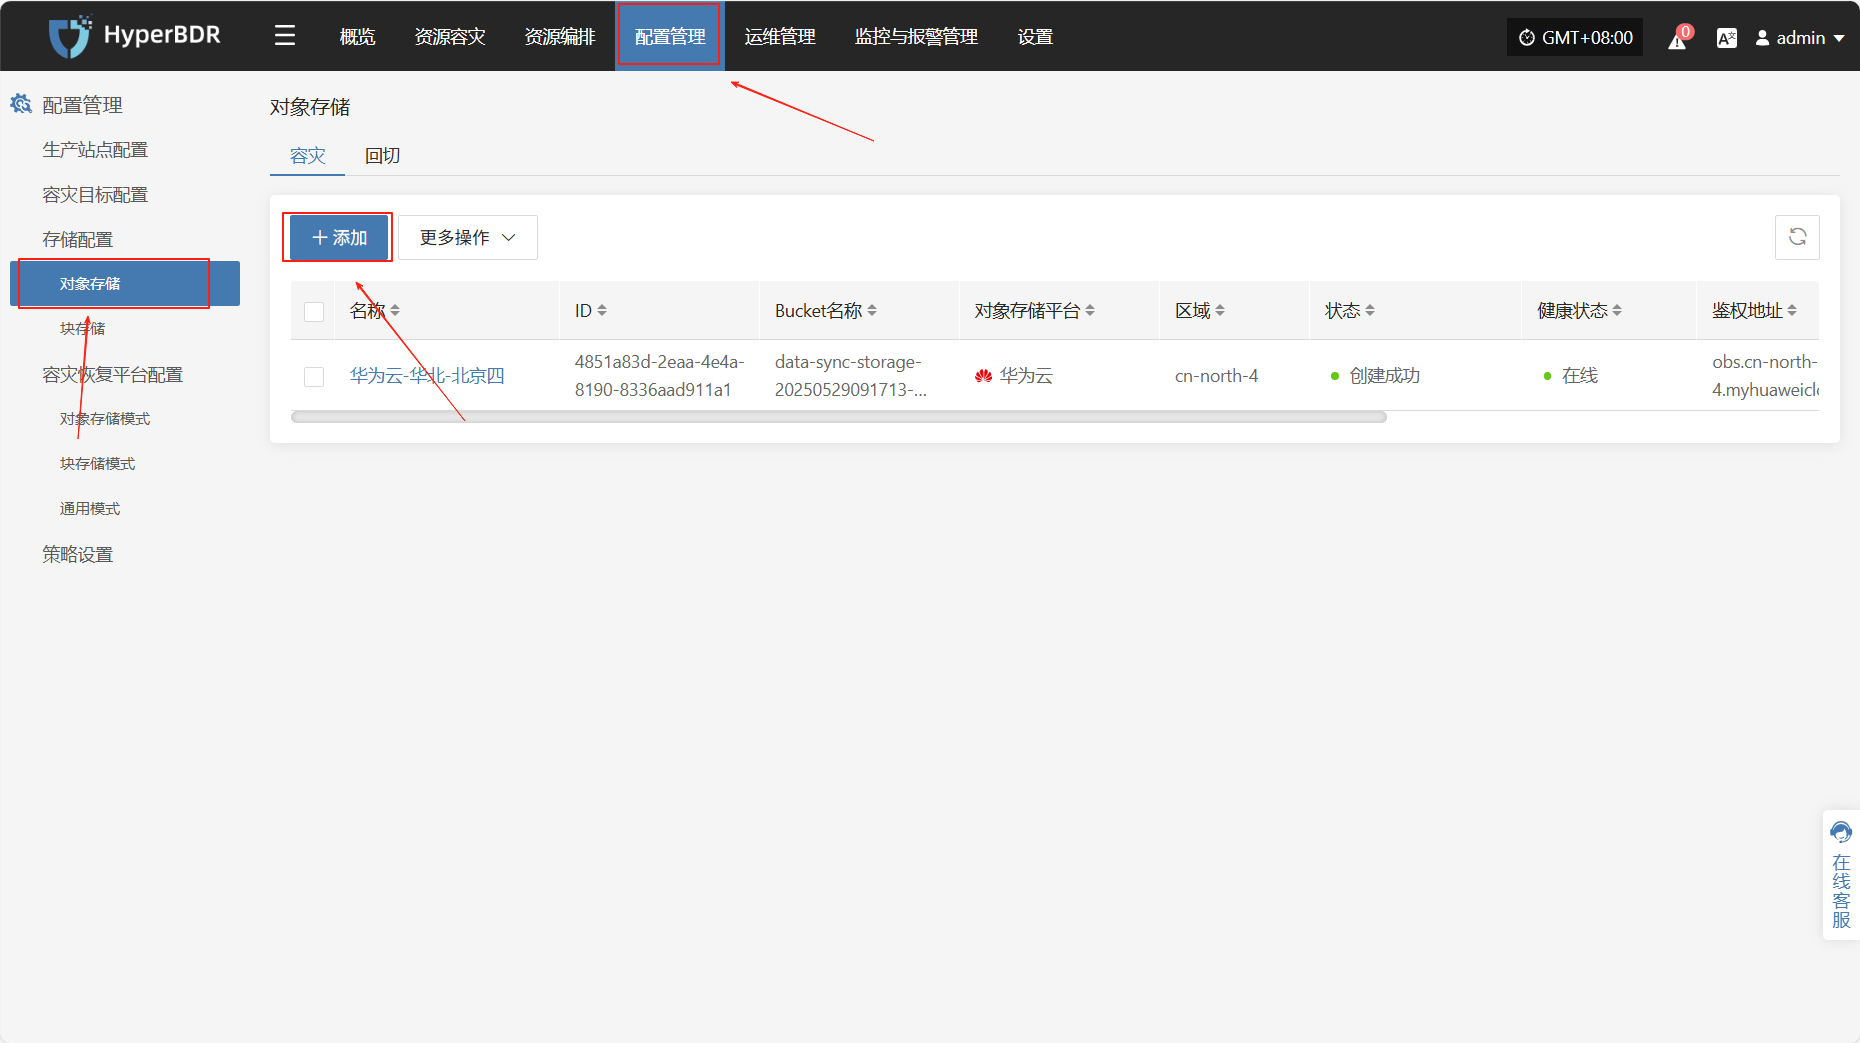 HyperBDR
概览
资源容灾
资源编排
配置管理
运维管理
监控与报警管理
设置
GMT+08:00
0
admin
配置管理
生产站点配置
容灾目标配置
存储配置
对象存储
块存储
容灾恢复平台配置
对象存储模式
块存储模式
通用模式
策略设置
对象存储
容灾
回切
添加
更多操作
名称
ID
Bucket名称
对象存储平台
区域
状态
健康状态
鉴权地址
华为云-华北-北京四
4851a83d-2eaa-4e4a-
8190-8336aad911a1
data-sync-storage-
20250529091713-...
华为云
cn-north-4
创建成功
在线
obs.cn-north-
4.myhuaweiclo
在线客服